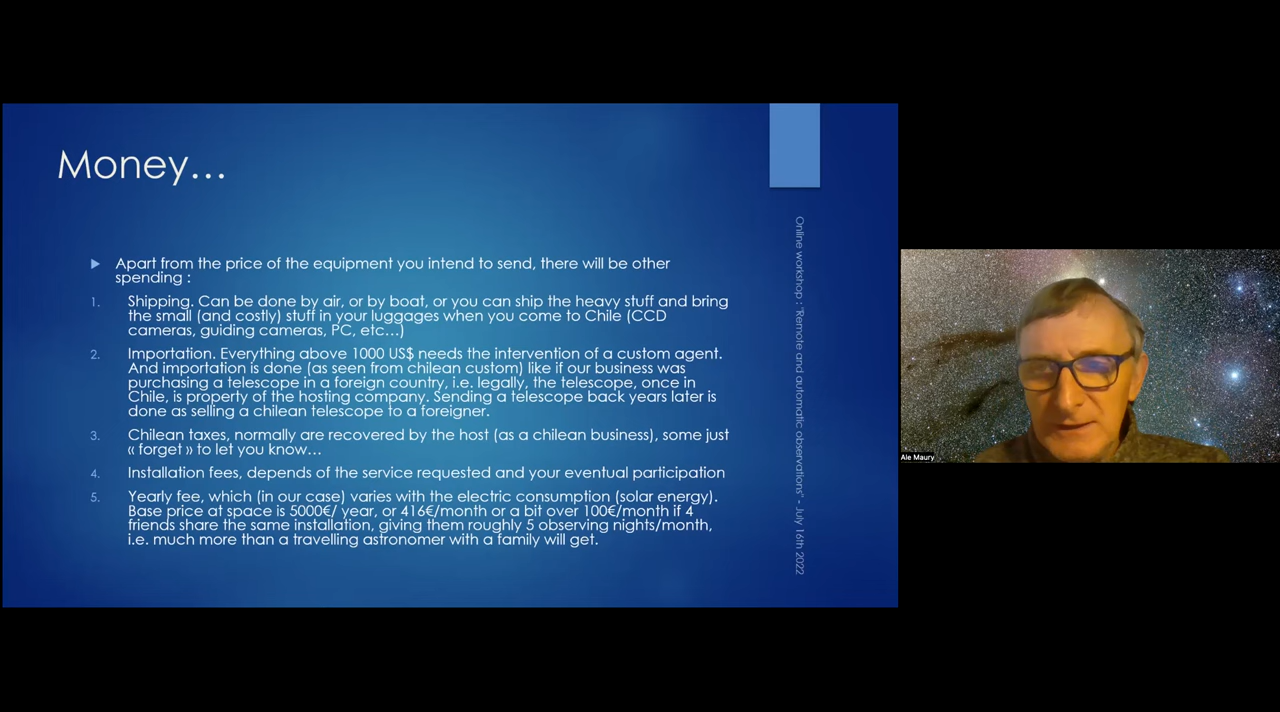 Money…
Apart from the price of the equipment you intend to send, there will be other
spending :
1. Shipping. Can be done by air, or by boat, or you can ship the heavy stuff and bring
the small (and costly) stuff in your luggages when you come to Chile (CCD
cameras, guiding cameras, PC, etc…)
2. Importation. Everything above 1000 US$ needs the intervention of a custom agent.
And importation is done (as seen from chilean custom) like if our business was
purchasing a telescope in a foreign country, i.e. legally, the telescope, once in
Chile, is property of the hosting company. Sending a telescope back years later is
done as selling a chilean telescope to a foreigner.
3. Chilean taxes, normally are recovered by the host (as a chilean business), some just
« forget » to let you know…
4. Installation fees, depends of the service requested and your eventual participation
5. Yearly fee, which (in our case) varies with the electric consumption (solar energy).
Base price at space is 5000€/ year, or 416€/month or a bit over 100€/month if 4
friends share the same installation, giving them roughly 5 observing nights/month,
i.e. much more than a travelling astronomer with a family will get.
Online workshop : "Remote and automatic observations" - July 16th 2022
Ale Maury